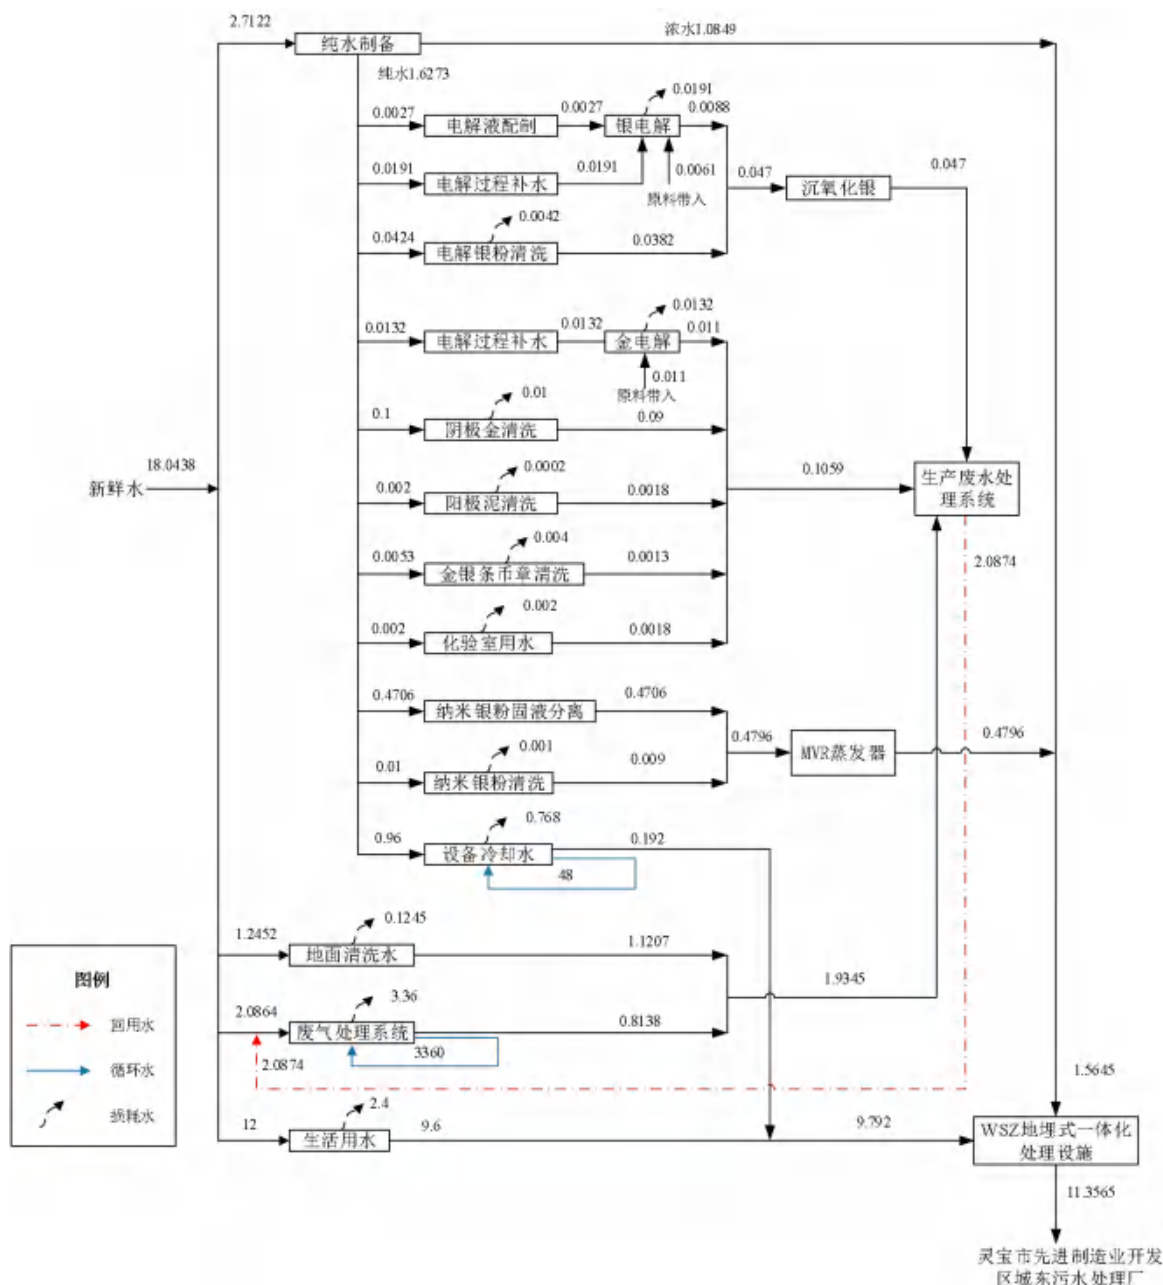 2.7122
纯水制备
浓水1.0849
纯水1.6273
0.0027
电解液配制
0.0027
银电解
0.0191
0.0088
0.0191
电解过程补水
0.0191
0.0061
原料带入
0.047
沉氧化银
0.047
0.0042
0.0424
电解银粉清洗
0.0382
0.0132
电解过程补水
0.0132
金电解
0.0132
0.011
0.011
原料带入
0.01
0.1
阴极金清洗
0.09
新鲜水
18.0438
0.0002
0.002
阳极泥清洗
0.0018
0.1059
生产废水处
理系统
2.0874
0.004
0.0053
金银条币章清洗
0.0013
0.002
0.002
化验室用水
0.0018
0.4706
纳米银粉固液分离
0.4706
0.4796
MVR蒸发器
0.4796
0.001
0.01
纳米银粉清洗
0.009
0.768
0.96
设备冷却水
0.192
48
0.1245
1.2452
地面清洗水
1.1207
1.9345
3.36
2.0864
废气处理系统
0.8138
3360
2.0874
1.5645
2.4
12
生活用水
9.6
9.792
WSZ地埋式一体化
处理设施
11.3565
灵宝市先进制造业开发
区域东污水处理厂
图例
回用水
循环水
损耗水